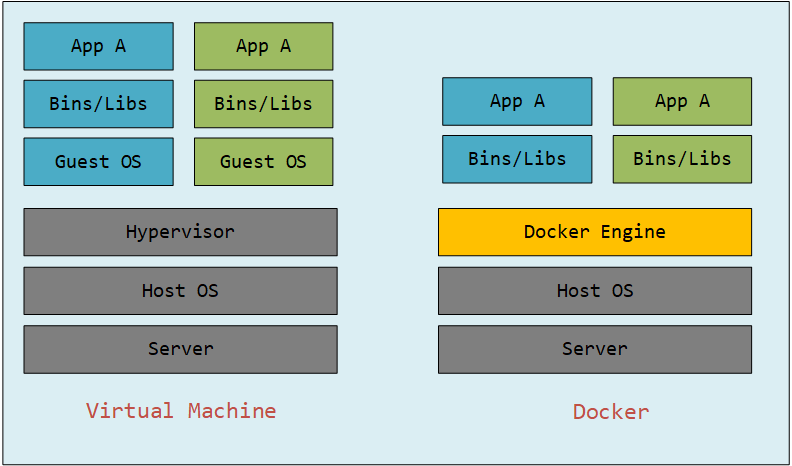 App A
App A
Bins/Libs
Bins/Libs
Guest OS
Guest OS
Hypervisor
Host OS
Server
Virtual Machine
App A
App A
Bins/Libs
Bins/Libs
Docker Engine
Host OS
Server
Docker